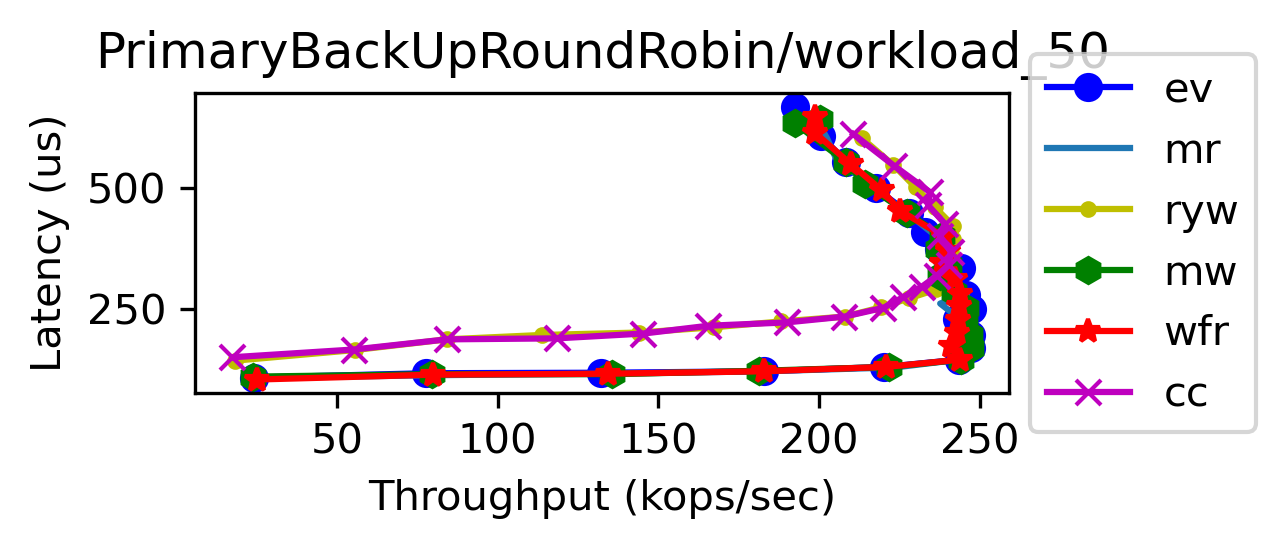 PrimaryBackUpRoundRobin/workload_50
Latency (us)
500
250
50
100
150
200
250
Throughput (kops/sec)
ev
mr
ryw
mw
wfr
cc